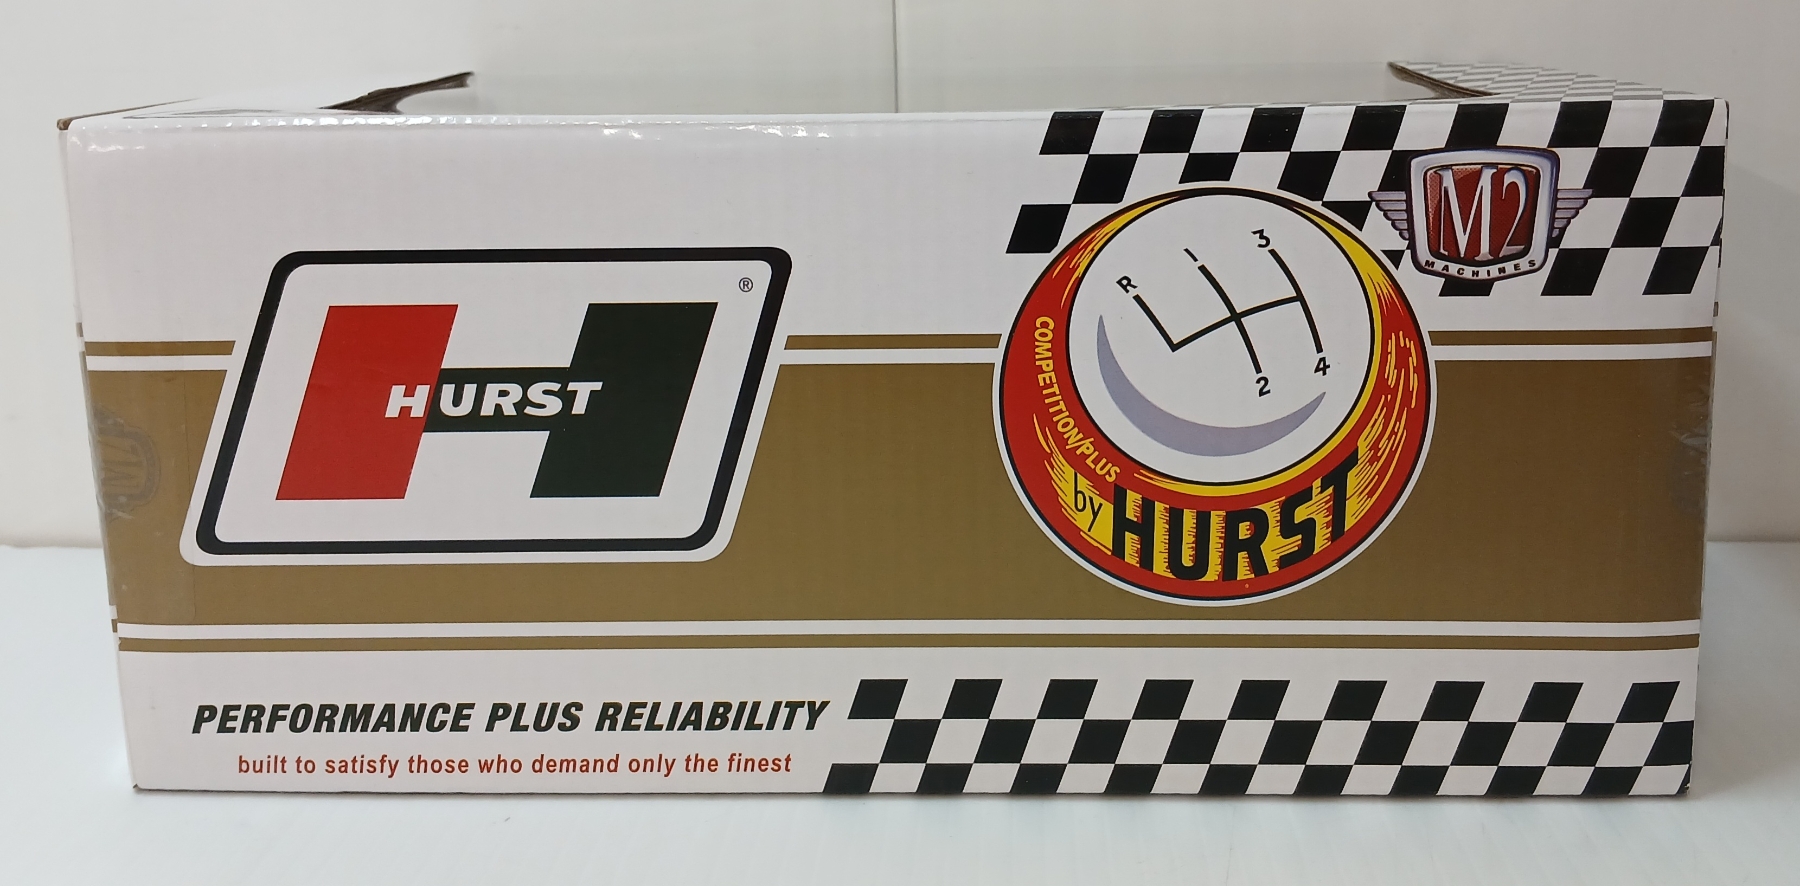 M2
MACHINES
HURST
®
R 1 3
2 4
COMPETITION/PLUS
by HURST
PERFORMANCE PLUS RELIABILITY
built to satisfy those who demand only the finest